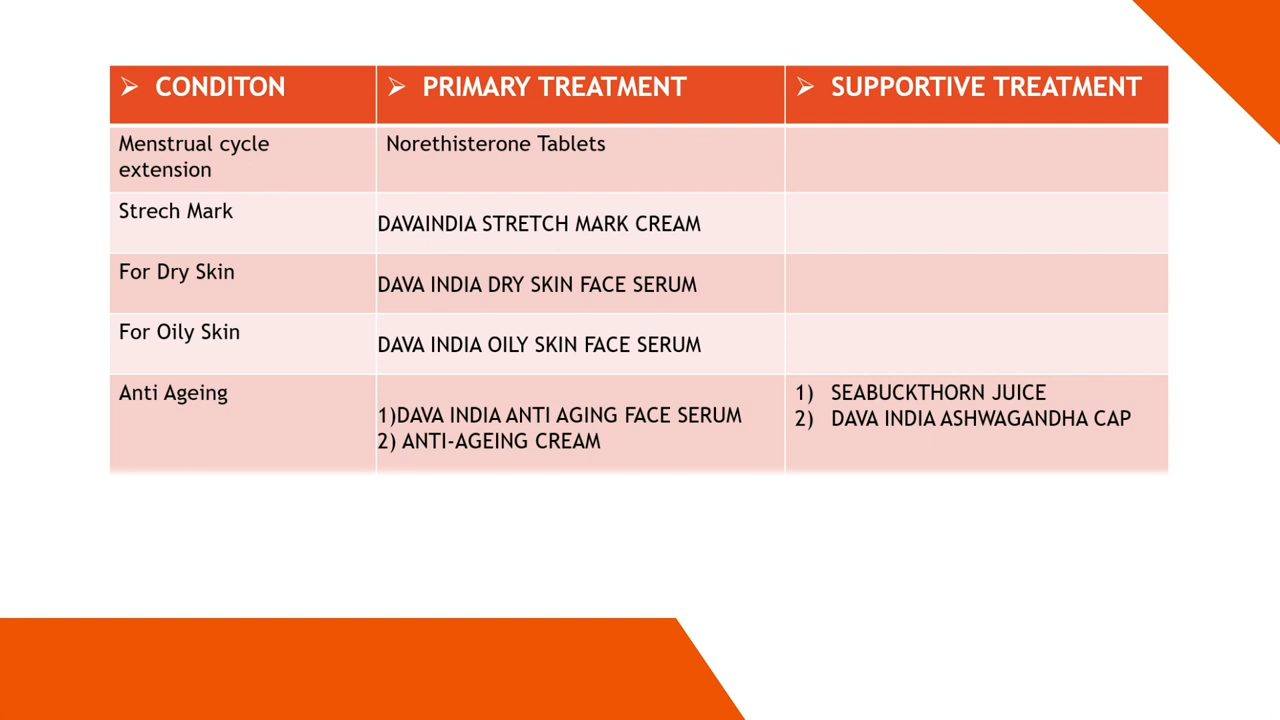 ➢ CONDITON
➢ PRIMARY TREATMENT
➢ SUPPORTIVE TREATMENT
Menstrual cycle
extension
Norethisterone Tablets
Strech Mark
DAVAINDIA STRETCH MARK CREAM
For Dry Skin
DAVA INDIA DRY SKIN FACE SERUM
For Oily Skin
DAVA INDIA OILY SKIN FACE SERUM
Anti Ageing
1)DAVA INDIA ANTI AGING FACE SERUM
2) ANTI-AGEING CREAM
1) SEABUCKTHORN JUICE
2) DAVA INDIA ASHWAGANDHA CAP